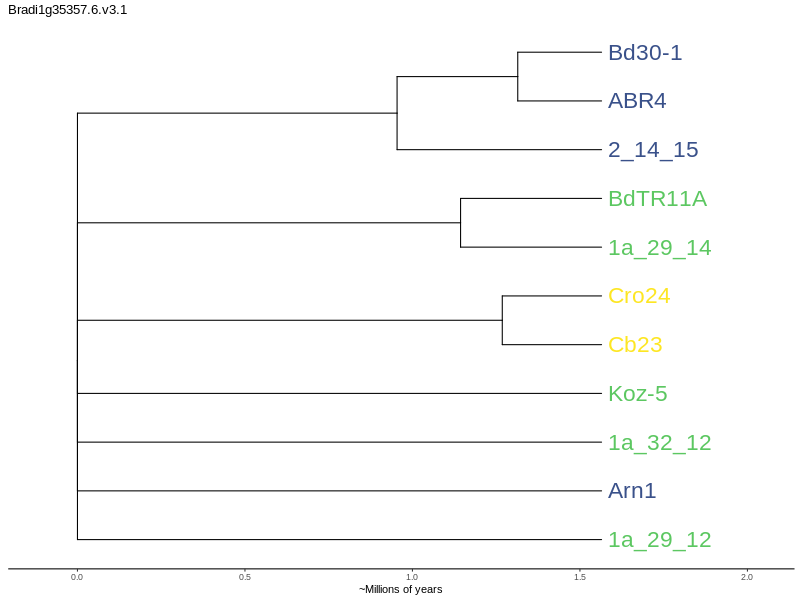 Bradi1g35357.6.v3.1
Bd30-1
ABR4
2_14_15
BdTR11A
1a_29_14
Cro24
Cb23
Koz-5
1a_32_12
Arn1
1a_29_12
0.0 0.5 1.0 1.5 2.0
~Millions of years